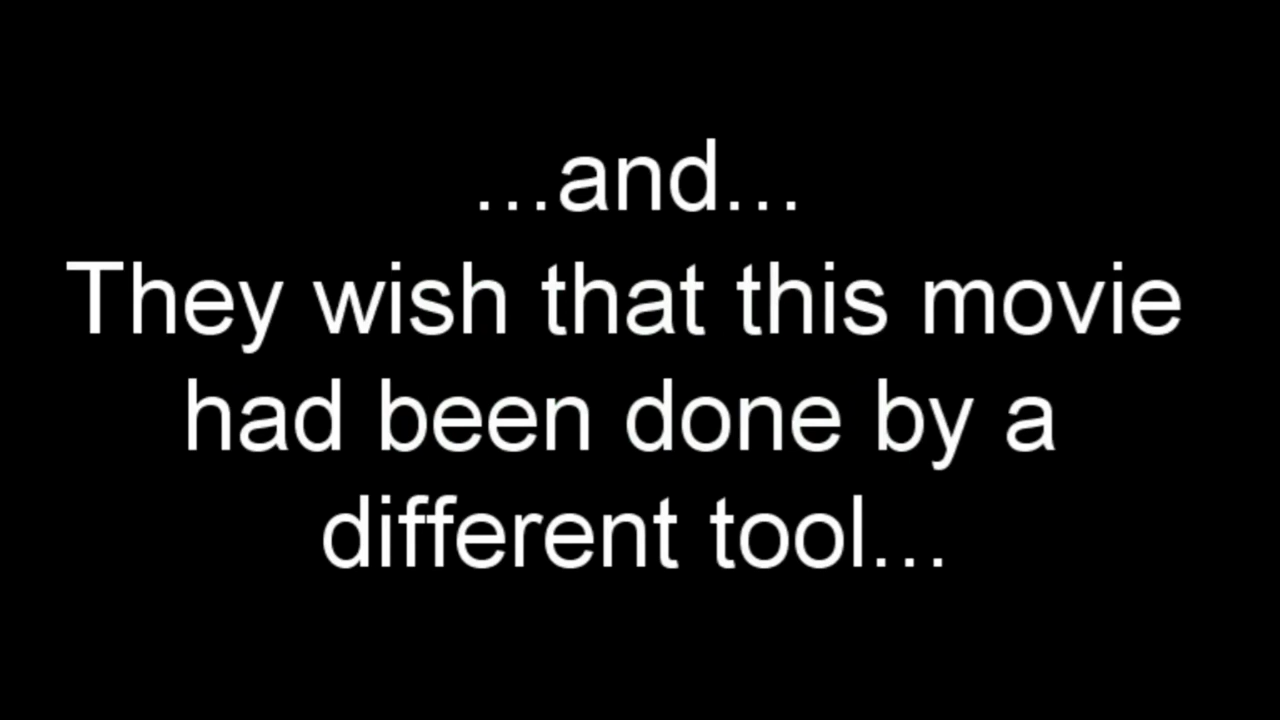 ...and...
They wish that this movie
had been done by a
different tool...